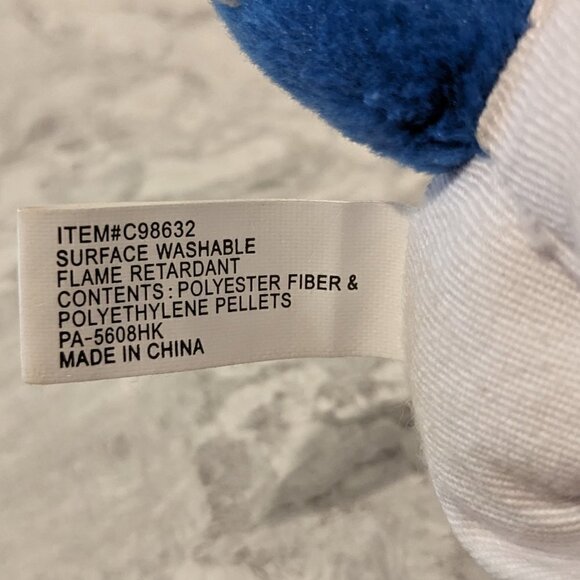 ITEM#C98632
SURFACE WASHABLE
FLAME RETARDANT
CONTENTS: POLYESTER FIBER &
POLYETHYLENE PELLETS
PA-5608HK
MADE IN CHINA